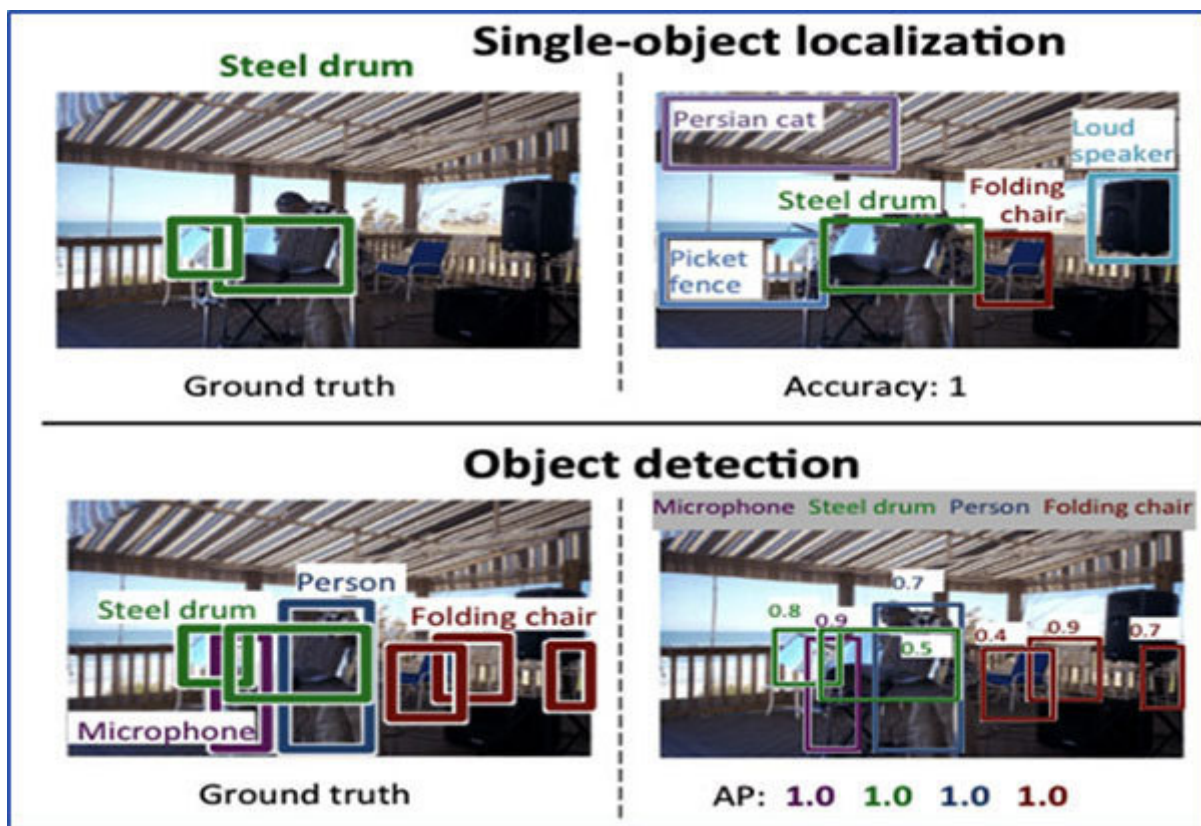 Single-object localization
Steel drum
Persian cat
Loud
speaker
Steel drum
Folding
chair
Picket
fence
Ground truth
Accuracy: 1
Object detection
Microphone Steel drum Person Folding chair
Person
Steel drum
Folding chair
Microphone
0.7
0.8
0.9
0.5
0.4
0.9
0.7
Ground truth
AP: 1.0 1.0 1.0 1.0